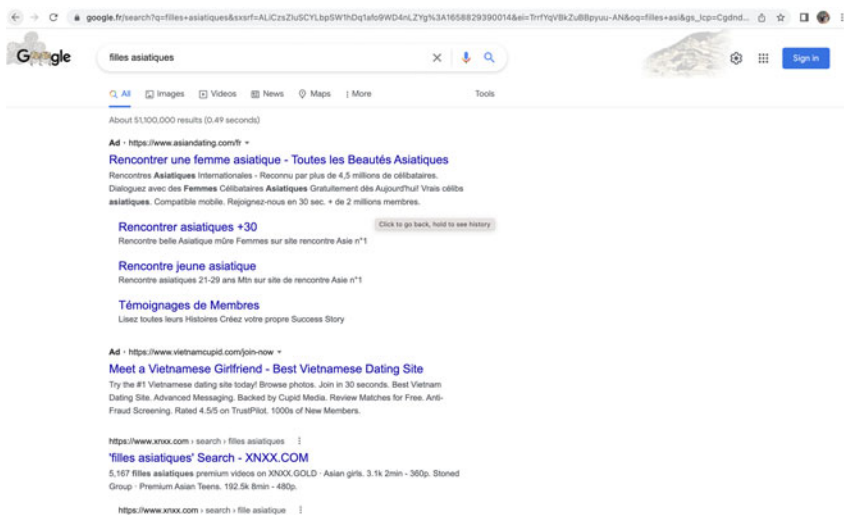 google.fr/search?q=filles+asiatiques&sxsrf=ALiCzsZluSCYLbpSW1hDq1afo9WD4nLZYg%3A1658829390014&ei=TrrfYqVBkZuBBpyuu-AN&oq=filles+asi&gs_lcp=Cgdnd...
Google
filles asiatiques
Sign in
All Images Videos News Maps More Tools
About 51,100,000 results (0.49 seconds)
Ad · https://www.asiandating.com/fr
Rencontrer une femme asiatique - Toutes les Beautés Asiatiques
Rencontres Asiatiques Internationales - Reconnu par plus de 4,5 millions de célibataires.
Dialoguez avec des Femmes Célibataires Asiatiques Gratuitement dès Aujourd'hui! Vrais célibs
asiatiques. Compatible mobile. Rejoignez-nous en 30 sec. + de 2 millions membres.
Click to go back, hold to see history
Rencontrer asiatiques +30
Rencontre belle Asiatique mûre Femmes sur site rencontre Asie n°1
Rencontre jeune asiatique
Rencontre asiatiques 21-29 ans Mtn sur site de rencontre Asie n°1
Témoignages de Membres
Lisez toutes leurs Histoires Créez votre propre Success Story
Ad · https://www.vietnamcupid.com/join-now
Meet a Vietnamese Girlfriend - Best Vietnamese Dating Site
Try the #1 Vietnamese dating site today! Browse photos. Join in 30 seconds. Best Vietnam
Dating Site. Advanced Messaging. Backed by Cupid Media. Review Matches for Free. Anti-
Fraud Screening. Rated 4.5/5 on TrustPilot. 1000s of New Members.
https://www.xnxx.com › search › filles asiatiques
'filles asiatiques' Search - XNXX.COM
5,167 filles asiatiques premium videos on XNXX.GOLD · Asian girls. 3.1k 2min - 360p. Stoned
Group · Premium Asian Teens. 192.5k 8min - 480p.
https://www.xnxx.com › search › fille asiatique